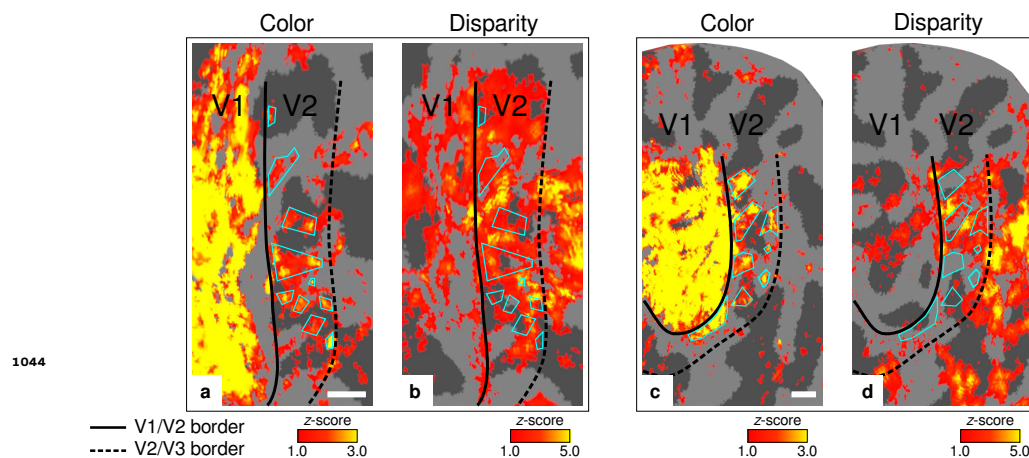 Color Disparity Color Disparity
V1 V2 V1 V2 V1 V2 V1 V2
1044
a b c d
V1/V2 border
V2/V3 border
z-score z-score z-score z-score
1.0 3.0 1.0 5.0 1.0 3.0 1.0 5.0